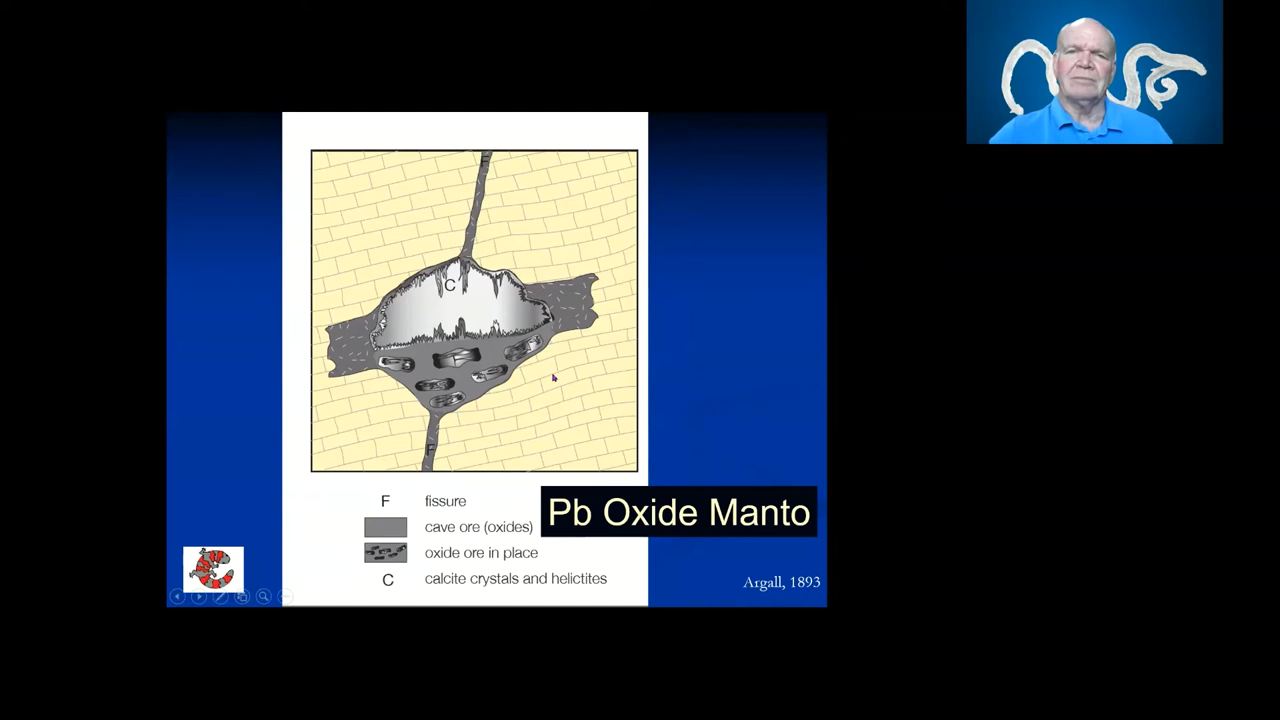 F
C
F
F fissure
cave ore (oxides)
oxide ore in place
C calcite crystals and helictites
Pb Oxide Manto
Argall, 1893